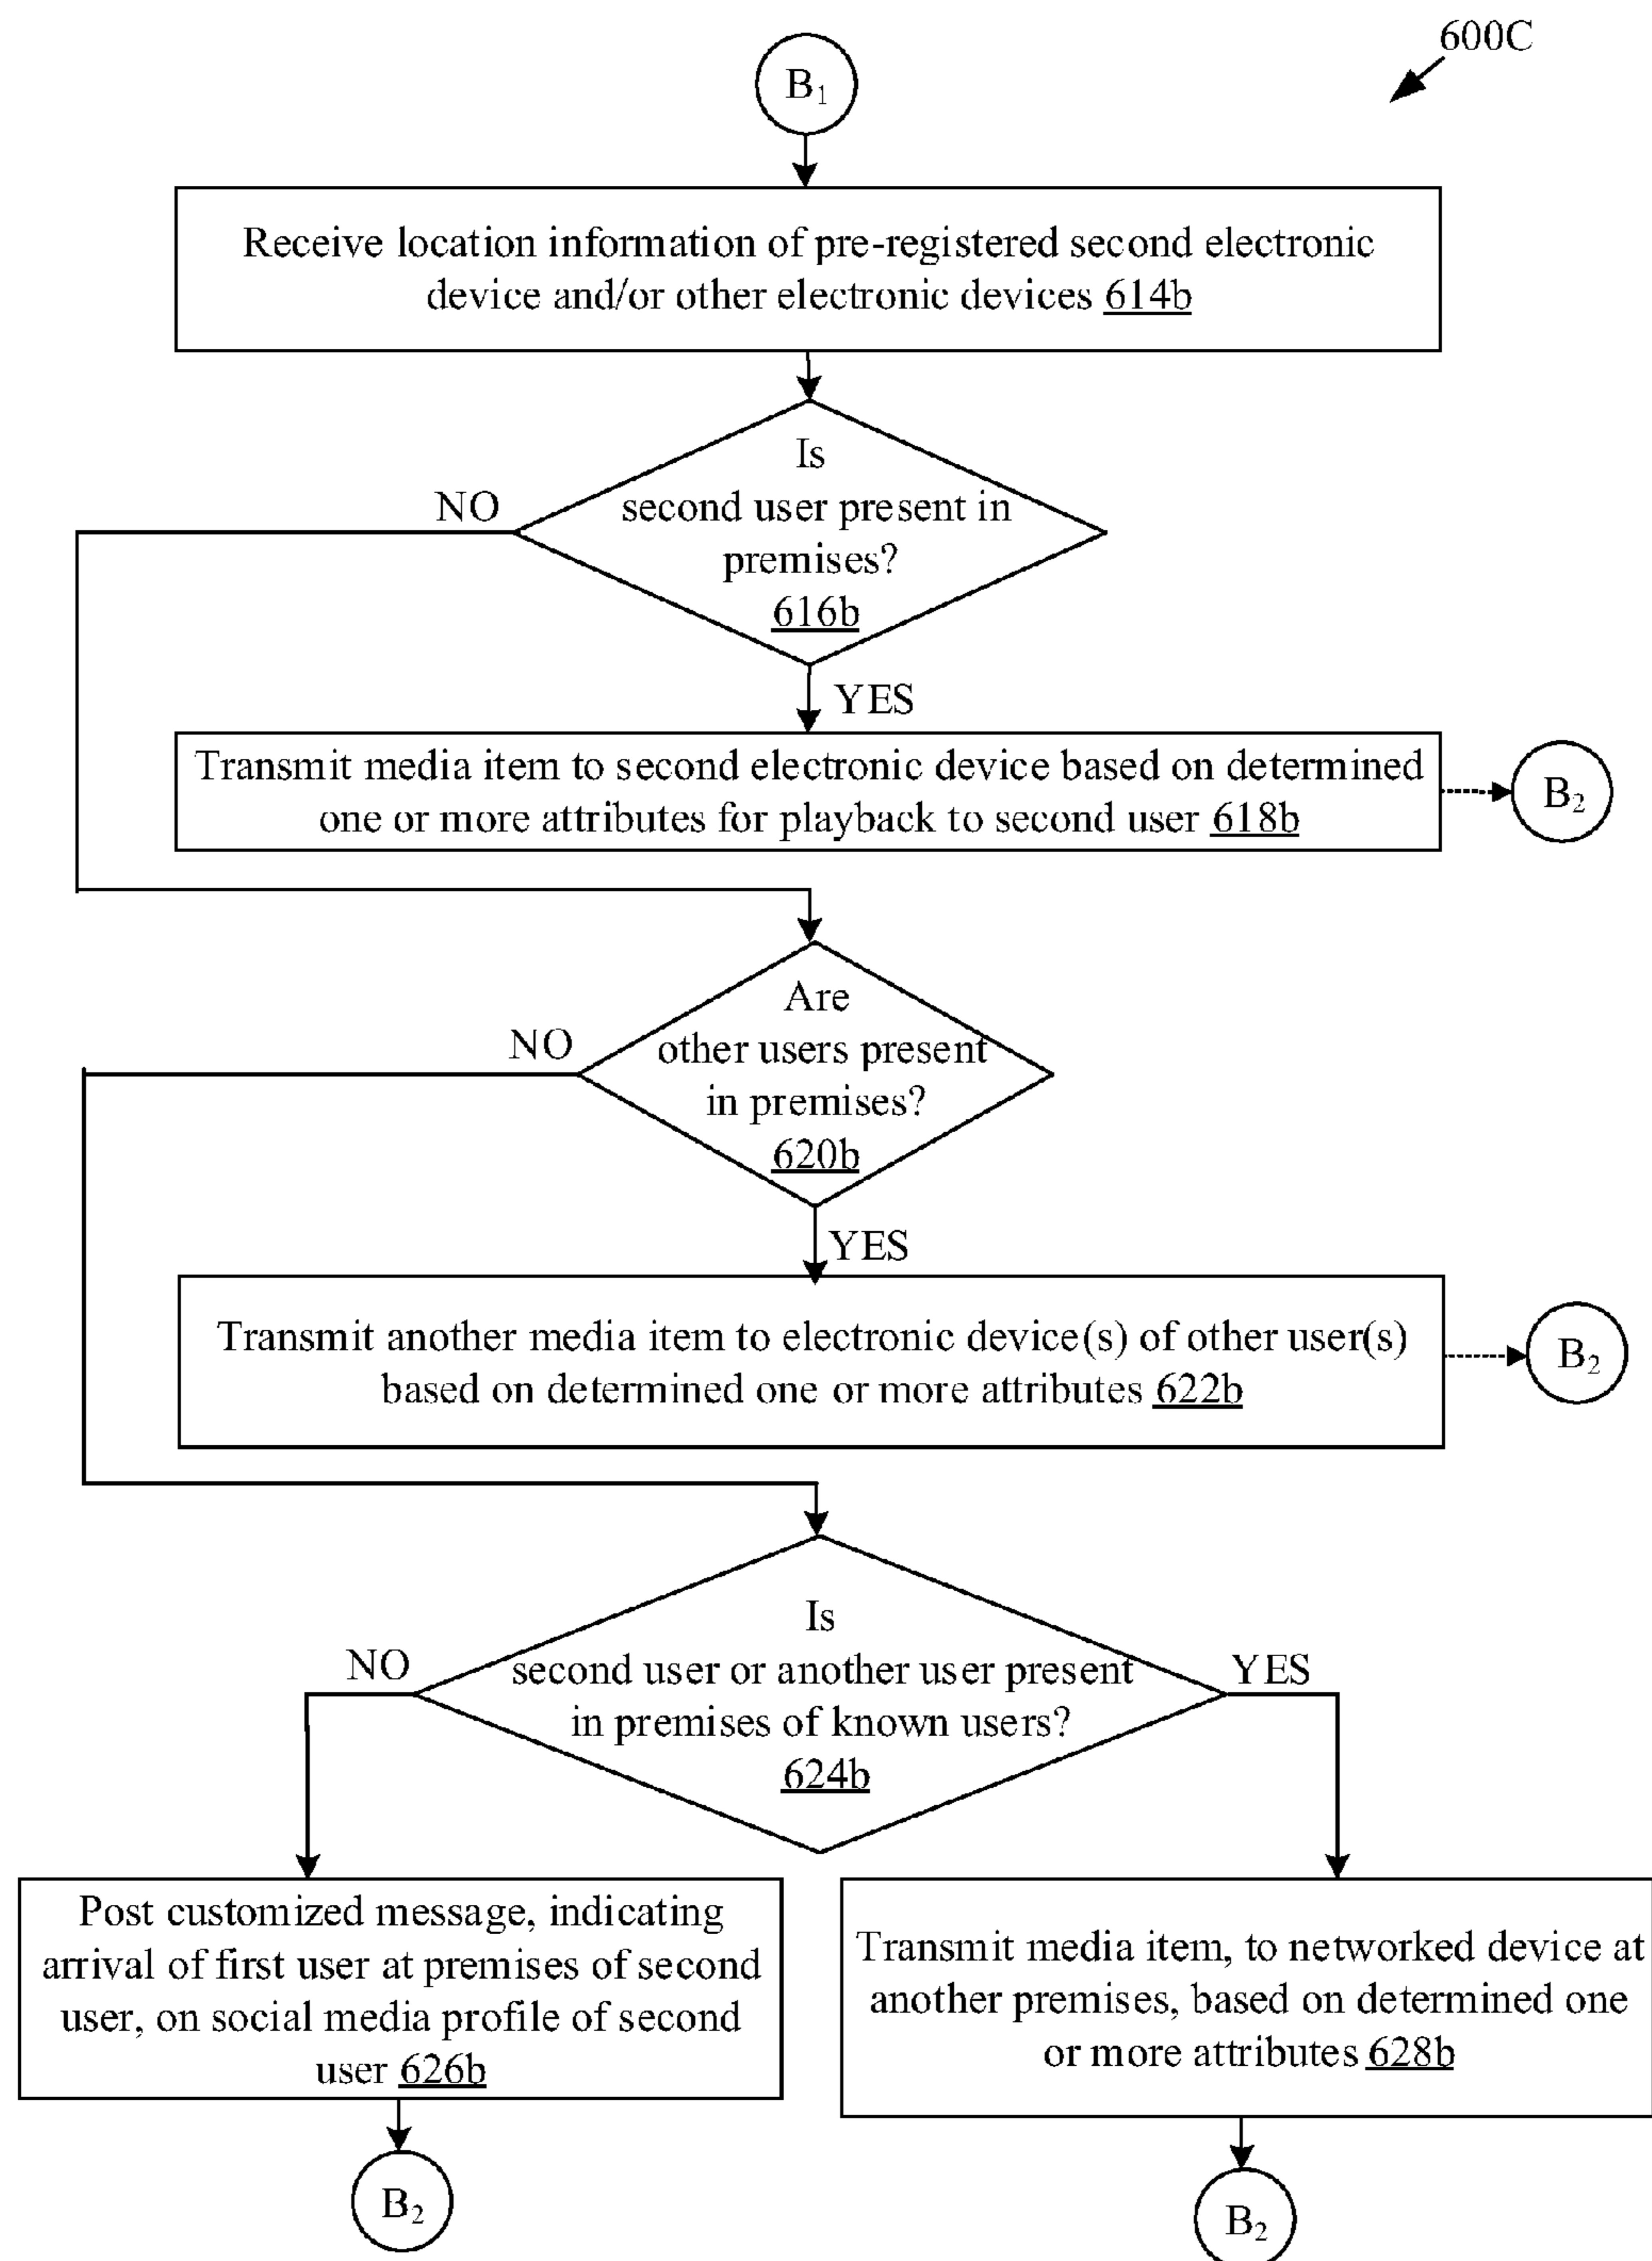 600C
B₁
Receive location information of pre-registered second electronic
device and/or other electronic devices 614b
Is
second user present in
premises?
616b
NO
YES
Transmit media item to second electronic device based on determined
one or more attributes for playback to second user 618b
B₂
Are
other users present
in premises?
620b
NO
YES
Transmit another media item to electronic device(s) of other user(s)
based on determined one or more attributes 622b
B₂
Is
second user or another user present
in premises of known users?
624b
NO
YES
Post customized message, indicating
arrival of first user at premises of second
user, on social media profile of second
user 626b
Transmit media item, to networked device at
another premises, based on determined one
or more attributes 628b
B₂
B₂